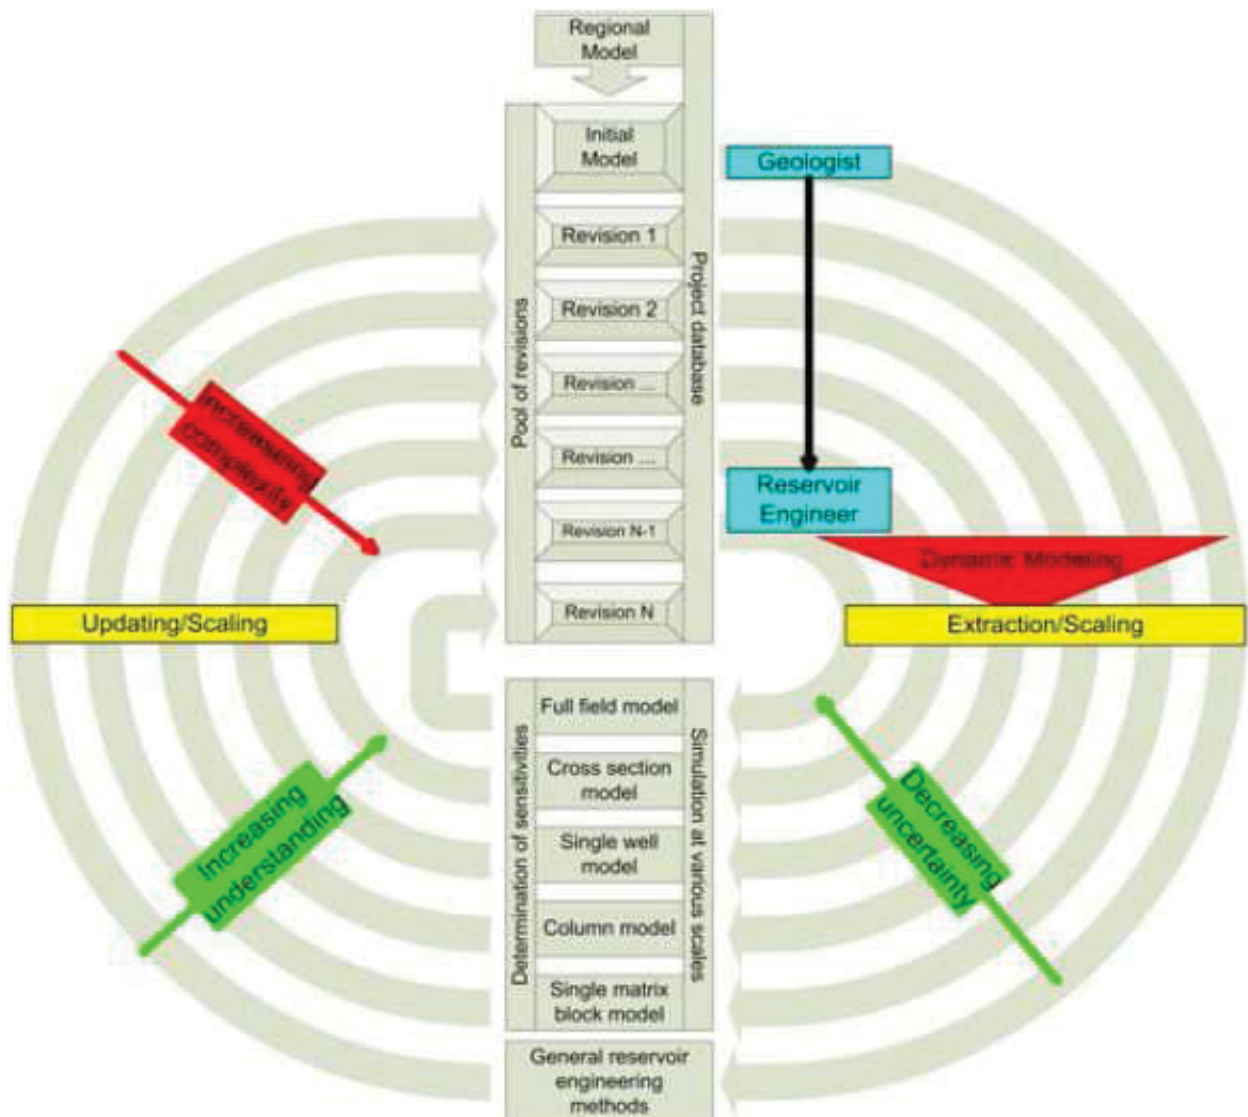 Regional
Model
Initial
Model
Geologist
Revision 1
Revision 2
Revision ...
Revision ...
Revision N-1
Revision N
Pool of revisions
Project database
Increaseing
complexity
Reservoir
Engineer
Dynamic Modeling
Updating/Scaling
Extraction/Scaling
Full field model
Cross section
model
Single well
model
Column model
Single matrix
block model
Determination of sensitivities
Simulation at various scales
Increasing
understanding
Decreasing
uncertainty
General reservoir
engineering
methods